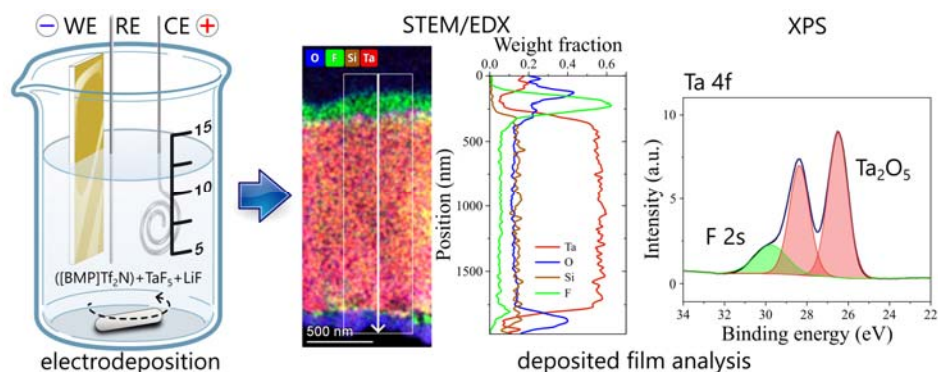 − WE RE CE +
15
10
5
([BMP]Tf₂N)+TaF₅+LiF
electrodeposition
STEM/EDX
O F Si Ta
500 nm
Weight fraction
0.0 0.2 0.4 0.6
Position (nm)
0
500
1000
1500
Ta
O
Si
F
deposited film analysis
XPS
Ta 4f
Intensity (a.u.)
10
5
0
F 2s
Ta₂O₅
34 32 30 28 26 24 22
Binding energy (eV)